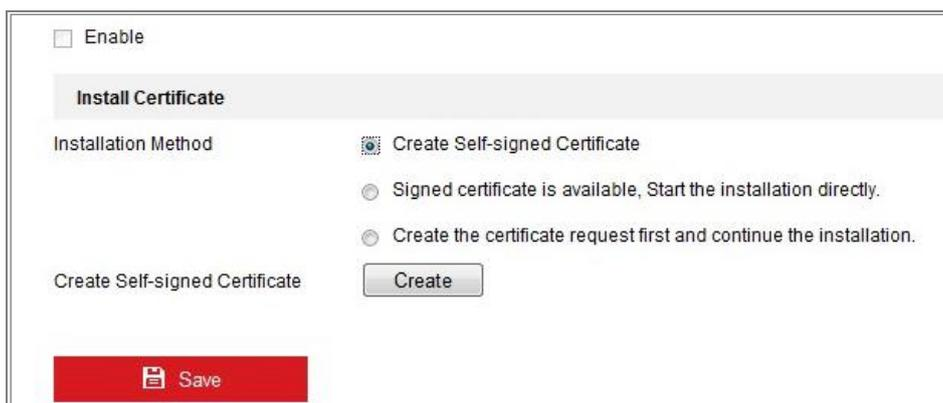 Enable
Install Certificate
Installation Method
Create Self-signed Certificate
Signed certificate is available, Start the installation directly.
Create the certificate request first and continue the installation.
Create Self-signed Certificate
Create
Save